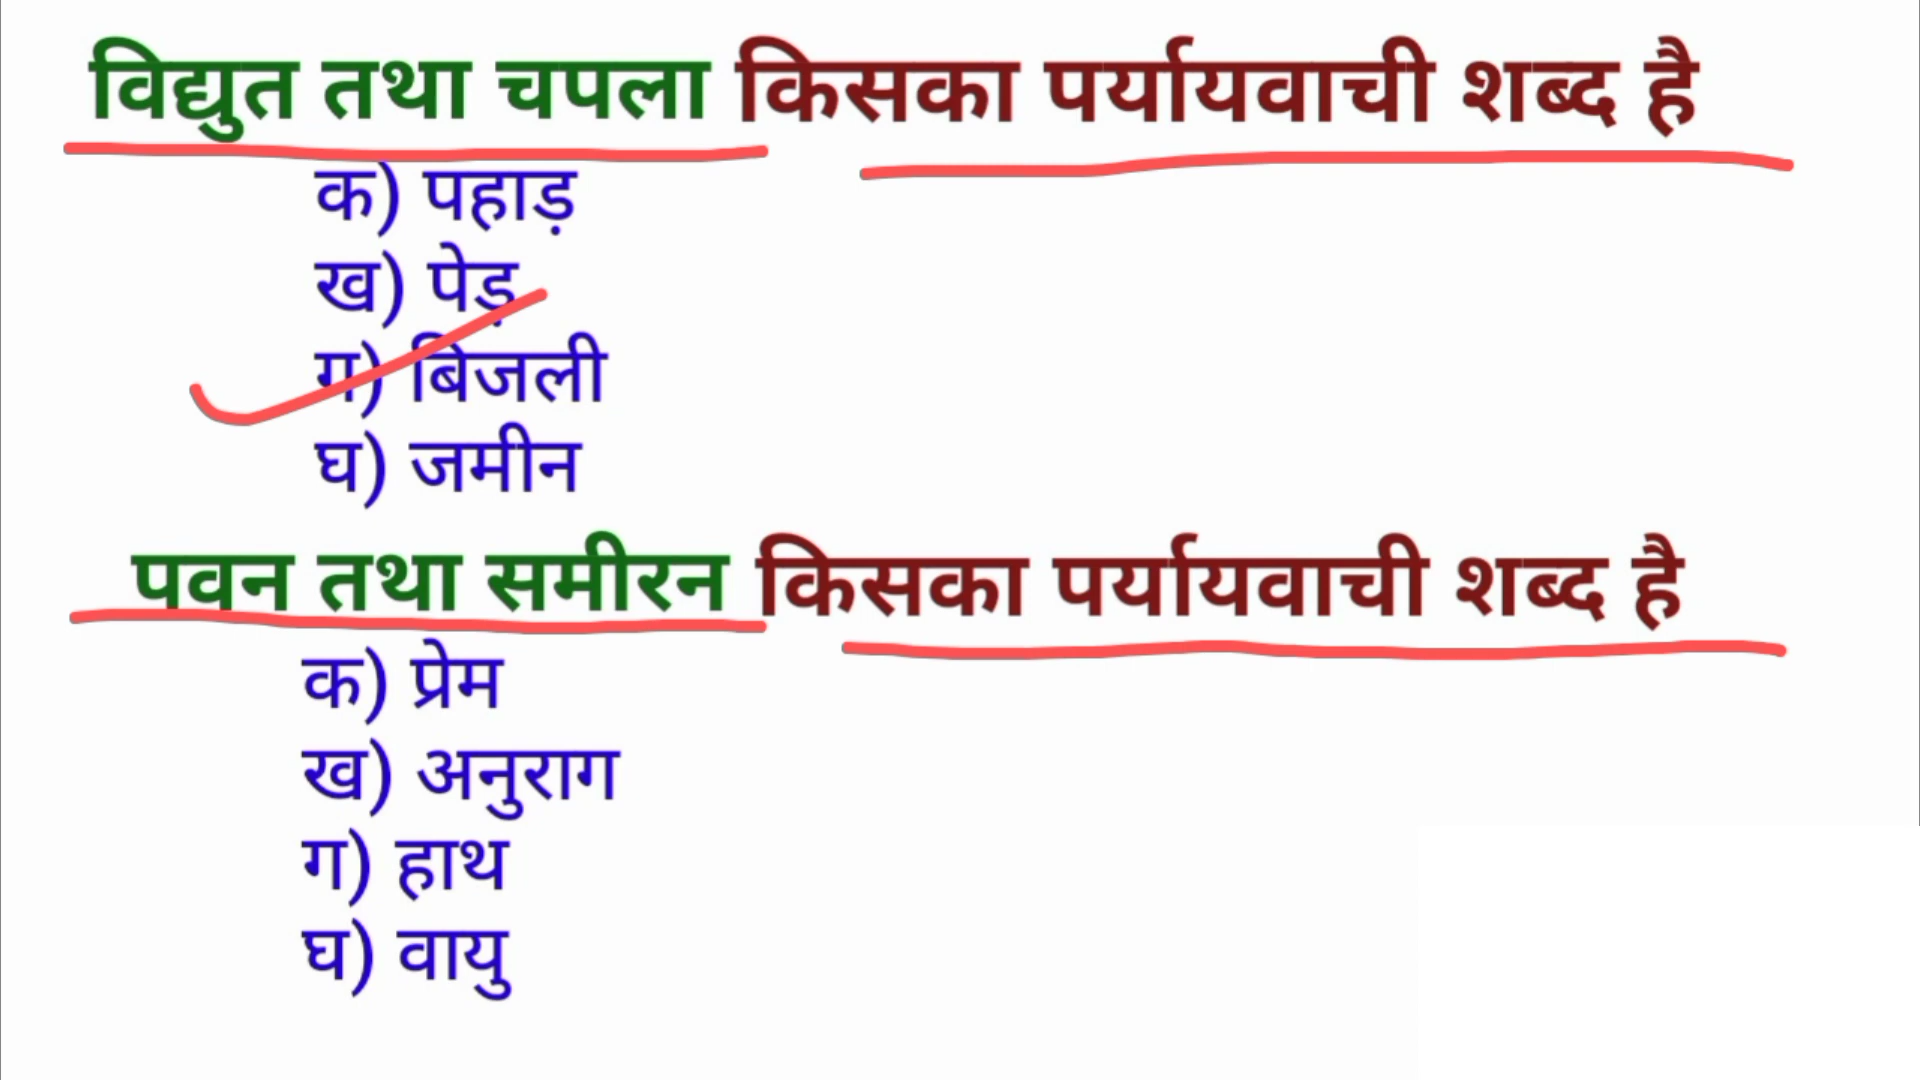 विद्युत तथा चपला किसका पर्यायवाची शब्द है
क) पहाड़
ख) पेड़
ग) बिजली
घ) जमीन
पवन तथा समीरन किसका पर्यायवाची शब्द है
क) प्रेम
ख) अनुराग
ग) हाथ
घ) वायु